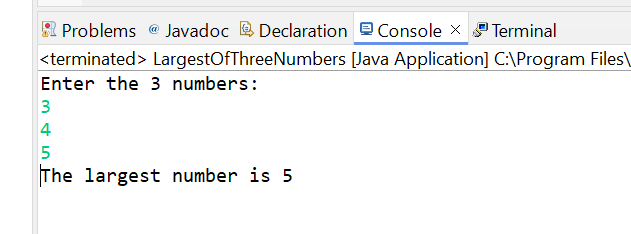 Problems @ Javadoc Declaration Console × Terminal
<terminated> LargestOfThreeNumbers [Java Application] C:\Program Files\
Enter the 3 numbers:
3
4
5
The largest number is 5